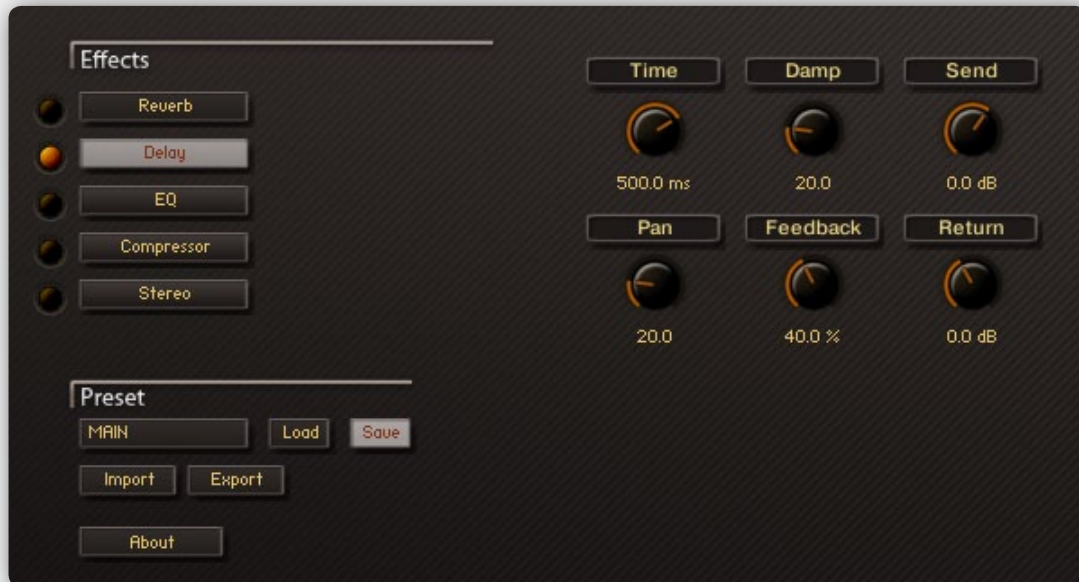 Effects
Reverb
Delay
EQ
Compressor
Stereo
Time Damp Send
500.0 ms 20.0 0.0 dB
Pan Feedback Return
20.0 40.0 % 0.0 dB
Preset
MAIN Load Save
Import Export
About